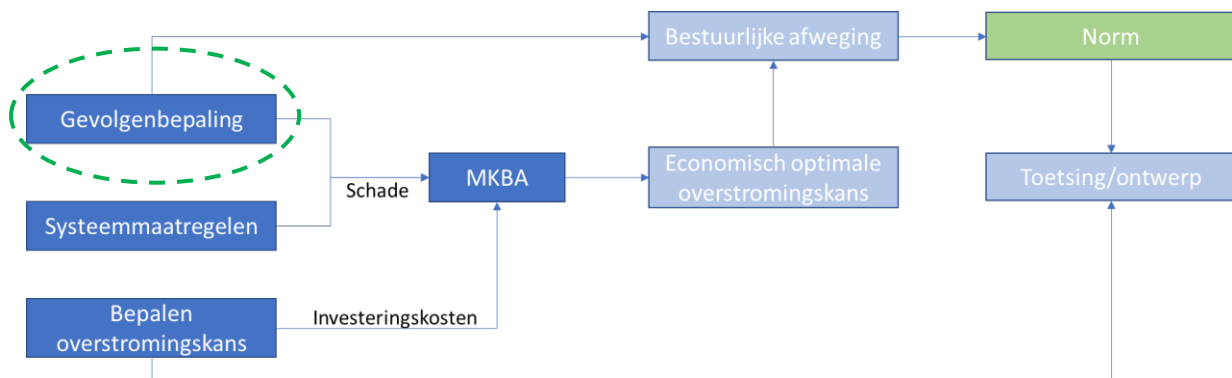 Bestuurlijke afweging
Norm
Gevolgenbepaling
Schade
MKBA
Economisch optimale
overstromingskans
Toetsing/ontwerp
Systeemmaatregelen
Bepalen
overstromingskans
Investeringskosten